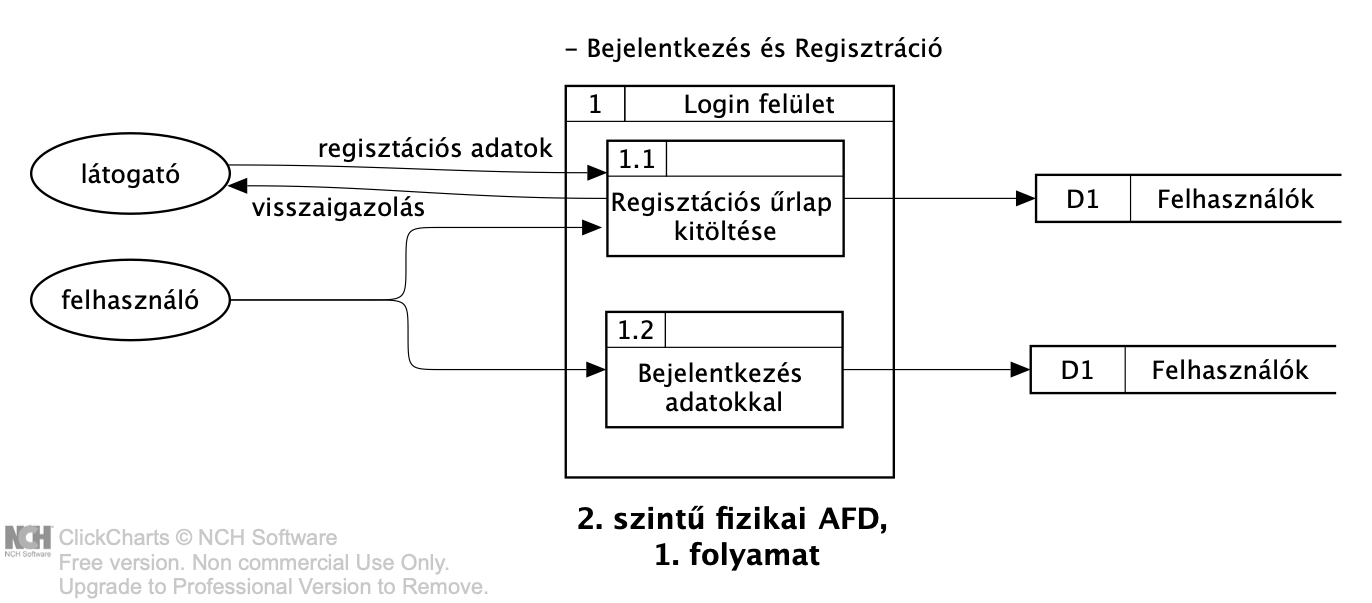 – Bejelentkezés és Regisztráció
1 Login felület
regisztációs adatok
1.1
látogató
visszaigazolás
Regisztációs űrlap
kitöltése
D1 Felhasználók
felhasználó
1.2
Bejelentkezés
adatokkal
D1 Felhasználók
2. szintű fizikai AFD,
1. folyamat
NCH
NCH Software
ClickCharts © NCH Software
Free version. Non commercial Use Only.
Upgrade to Professional Version to Remove.